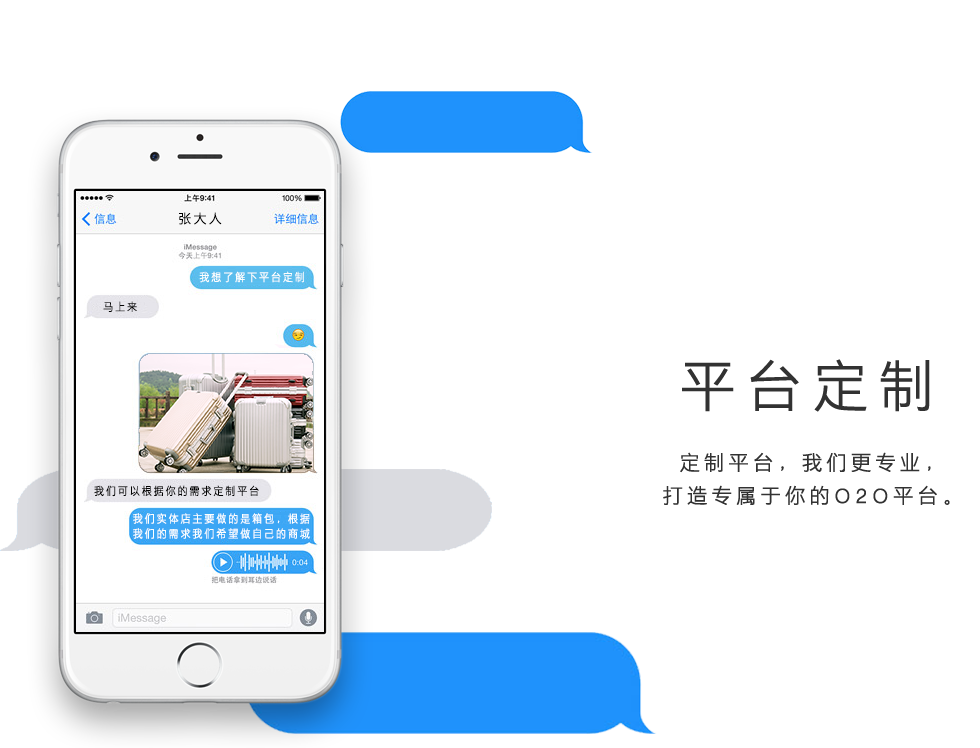 上午9:41
100%
信息
张大人
详细信息
iMessage
今天上午9:41
我想了解下平台定制
马上来
我们可以根据你的需求定制平台
我们实体店主要做的是箱包，根据
我们的需求我们希望做自己的商城
0:04
把电话拿到耳边说话
iMessage
平台定制
定制平台，我们更专业，
打造专属于你的O2O平台。